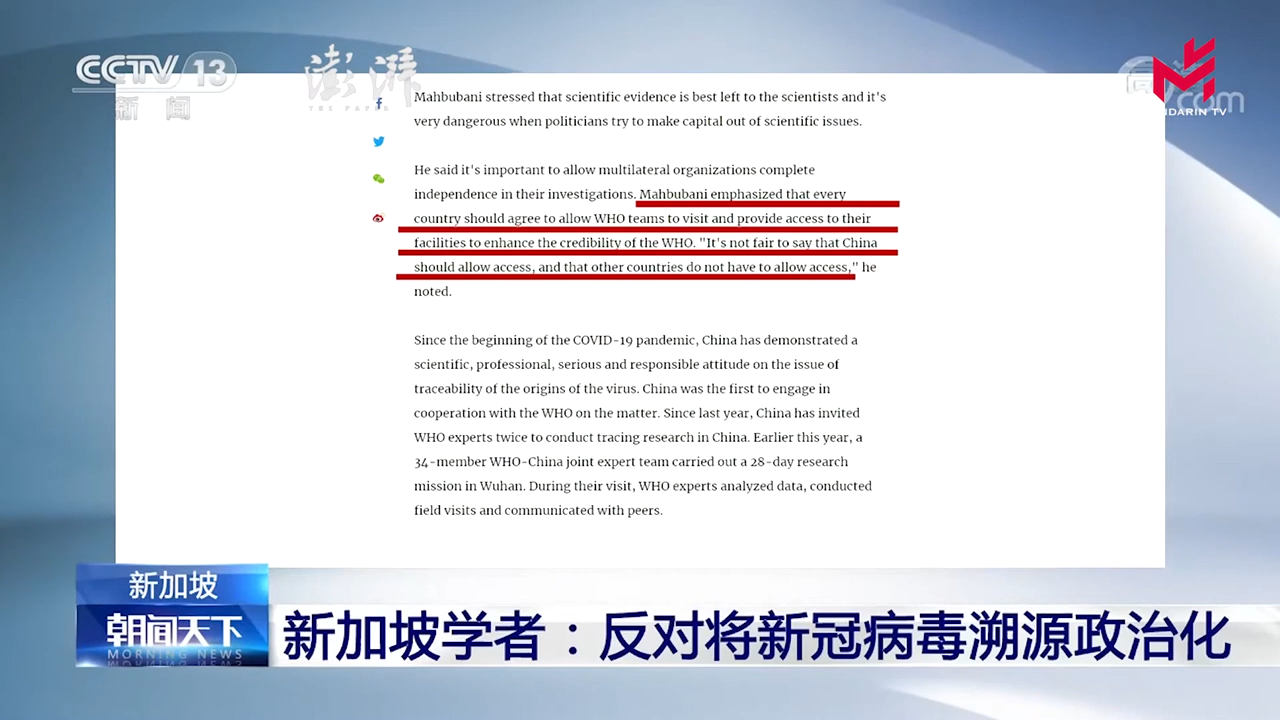 CCTV 13
新闻
澎湃
THE PAPER
com
NDARIN TV
Mahbubani stressed that scientific evidence is best left to the scientists and it's
very dangerous when politicians try to make capital out of scientific issues.
He said it's important to allow multilateral organizations complete
independence in their investigations. Mahbubani emphasized that every
country should agree to allow WHO teams to visit and provide access to their
facilities to enhance the credibility of the WHO. "It's not fair to say that China
should allow access, and that other countries do not have to allow access," he
noted.
Since the beginning of the COVID-19 pandemic, China has demonstrated a
scientific, professional, serious and responsible attitude on the issue of
traceability of the origins of the virus. China was the first to engage in
cooperation with the WHO on the matter. Since last year, China has invited
WHO experts twice to conduct tracing research in China. Earlier this year, a
34-member WHO-China joint expert team carried out a 28-day research
mission in Wuhan. During their visit, WHO experts analyzed data, conducted
field visits and communicated with peers.
新加坡
朝闻天下
MORNING NEWS
新加坡学者：反对将新冠病毒溯源政治化